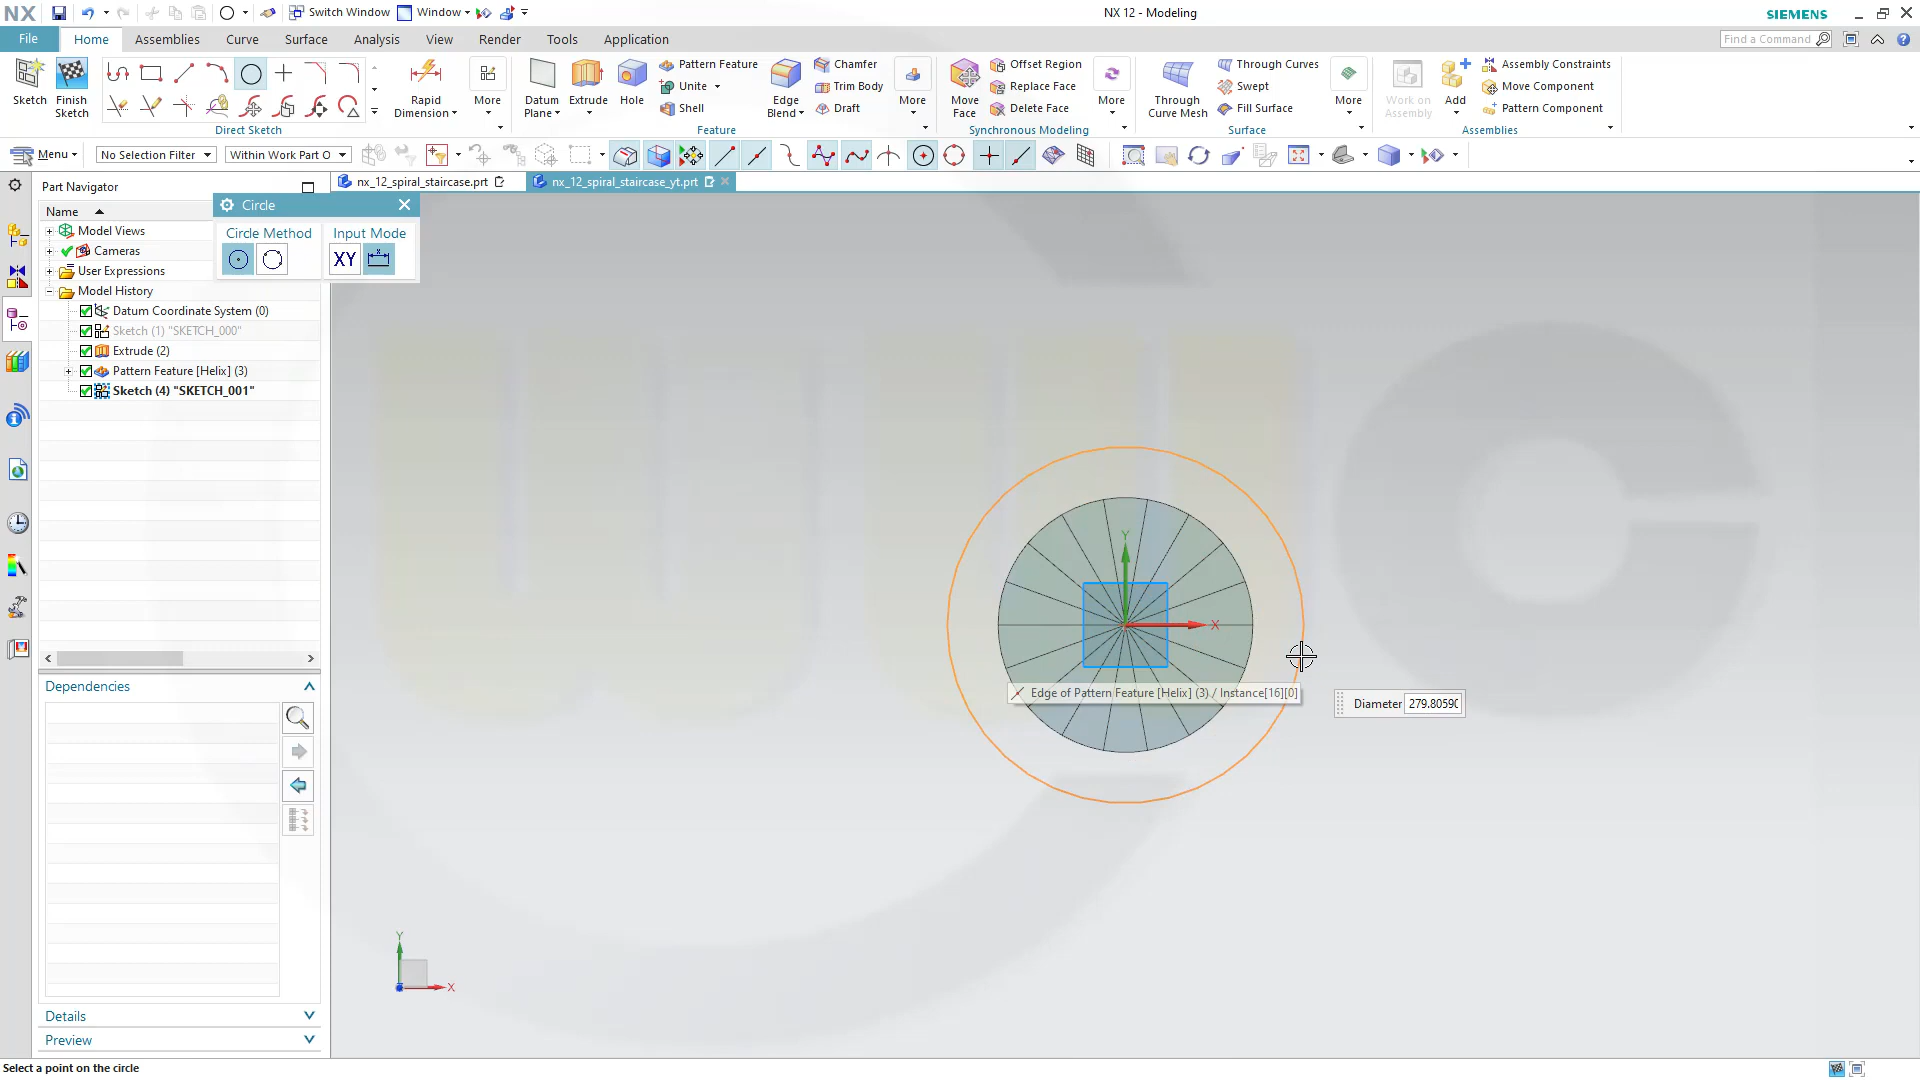 NX
Switch Window
Window
NX 12 - Modeling
SIEMENS
File
Home
Assemblies
Curve
Surface
Analysis
View
Render
Tools
Application
Find a Command
Sketch
Finish Sketch
Rapid Dimension
More
Direct Sketch
Datum Plane
Extrude
Hole
Pattern Feature
Unite
Shell
Edge Blend
Chamfer
Trim Body
Draft
More
Feature
Move Face
Offset Region
Replace Face
Delete Face
More
Synchronous Modeling
Through Curve Mesh
Through Curves
Swept
Fill Surface
More
Surface
Work on Assembly
Add
Assembly Constraints
Move Component
Pattern Component
Assemblies
Menu
No Selection Filter
Within Work Part O
Part Navigator
nx_12_spiral_staircase.prt
nx_12_spiral_staircase_yt.prt
Name
Circle
Circle Method
Input Mode
XY
Model Views
Cameras
User Expressions
Model History
Datum Coordinate System (0)
Sketch (1) "SKETCH_000"
Extrude (2)
Pattern Feature [Helix] (3)
Sketch (4) "SKETCH_001"
Y
X
Edge of Pattern Feature [Helix] (3) / Instance[16][0]
Diameter 279.8059
Dependencies
Details
Preview
Y
X
Select a point on the circle